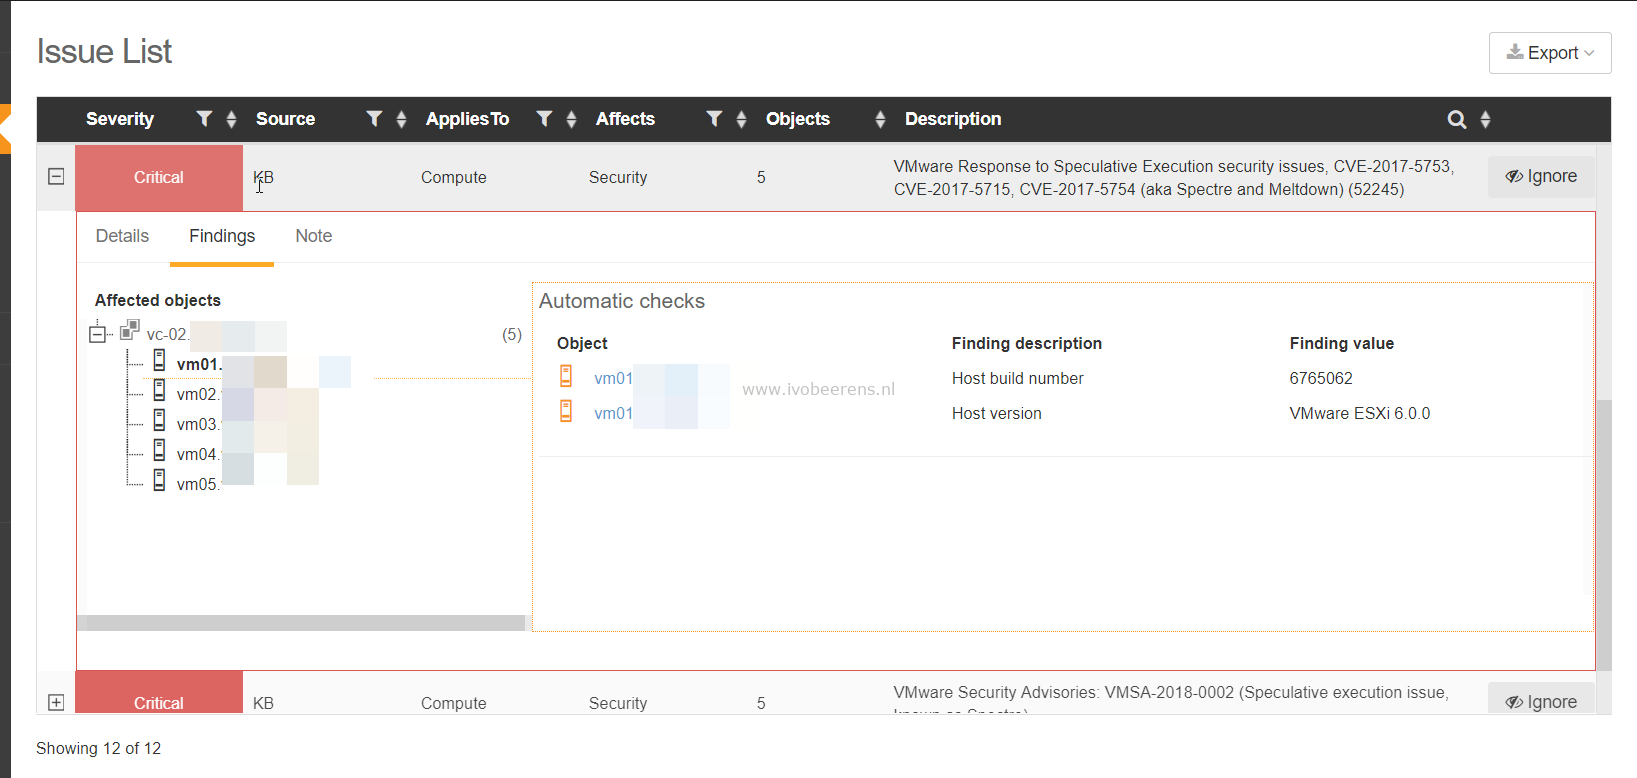 Issue List
Export
Severity Source AppliesTo Affects Objects Description
Critical KB Compute Security 5 VMware Response to Speculative Execution security issues, CVE-2017-5753, Ignore
CVE-2017-5715, CVE-2017-5754 (aka Spectre and Meltdown) (52245)
Details Findings Note
Affected objects
vc-02. (5)
vm01.
vm02.
vm03.
vm04.
vm05.
Automatic checks
Object Finding description Finding value
vm01 Host build number 6765062
www.ivobeerens.nl
vm01 Host version VMware ESXi 6.0.0
Critical KB Compute Security 5 VMware Security Advisories: VMSA-2018-0002 (Speculative execution issue, Ignore
known as Spectre)
Showing 12 of 12